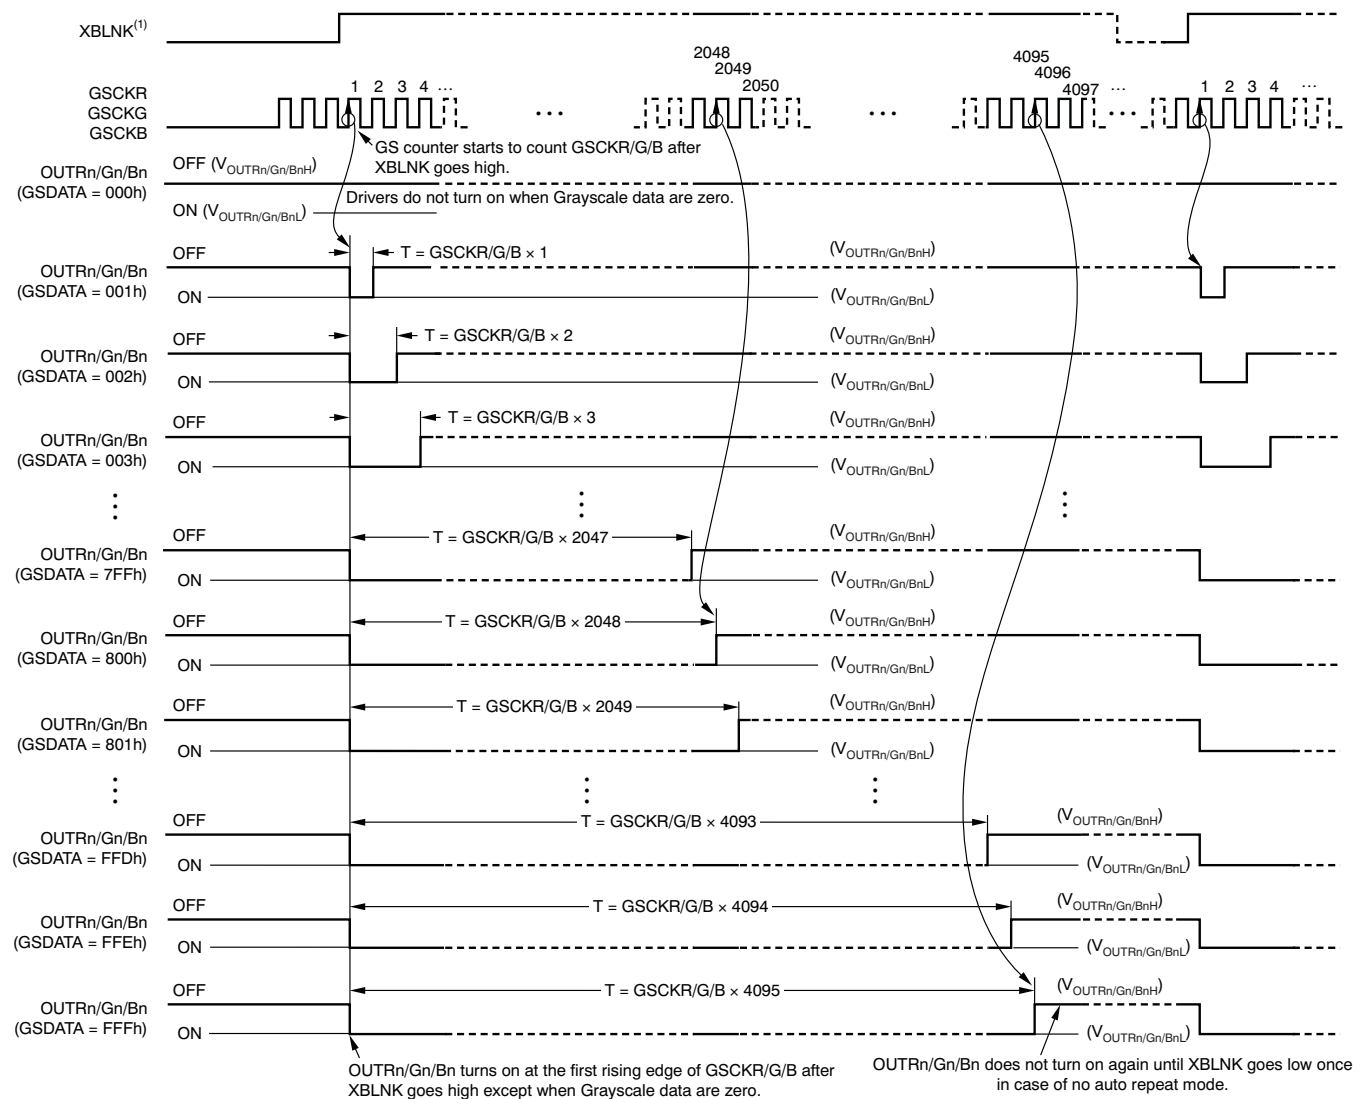 XBLNK(1)
2048
2049
2050
4095
4096
4097 ...
GSCKR
GSCKG
GSCKB
1 2 3 4 ...
...
...
...
1 2 3 4 ...
GS counter starts to count GSCKR/G/B after
XBLNK goes high.
OUTRn/Gn/Bn
(GSDATA = 000h)
OFF (VOUTRn/Gn/BnH)
Drivers do not turn on when Grayscale data are zero.
ON (VOUTRn/Gn/BnL)
OUTRn/Gn/Bn
(GSDATA = 001h)
OFF
T = GSCKR/G/B × 1
(VOUTRn/Gn/BnH)
ON
(VOUTRn/Gn/BnL)
OUTRn/Gn/Bn
(GSDATA = 002h)
OFF
T = GSCKR/G/B × 2
(VOUTRn/Gn/BnH)
ON
(VOUTRn/Gn/BnL)
OUTRn/Gn/Bn
(GSDATA = 003h)
OFF
T = GSCKR/G/B × 3
(VOUTRn/Gn/BnH)
ON
(VOUTRn/Gn/BnL)
OUTRn/Gn/Bn
(GSDATA = 7FFh)
OFF
T = GSCKR/G/B × 2047
(VOUTRn/Gn/BnH)
ON
(VOUTRn/Gn/BnL)
OUTRn/Gn/Bn
(GSDATA = 800h)
OFF
T = GSCKR/G/B × 2048
(VOUTRn/Gn/BnH)
ON
(VOUTRn/Gn/BnL)
OUTRn/Gn/Bn
(GSDATA = 801h)
OFF
T = GSCKR/G/B × 2049
(VOUTRn/Gn/BnH)
ON
(VOUTRn/Gn/BnL)
OUTRn/Gn/Bn
(GSDATA = FFDh)
OFF
T = GSCKR/G/B × 4093
(VOUTRn/Gn/BnH)
ON
(VOUTRn/Gn/BnL)
OUTRn/Gn/Bn
(GSDATA = FFEh)
OFF
T = GSCKR/G/B × 4094
(VOUTRn/Gn/BnH)
ON
(VOUTRn/Gn/BnL)
OUTRn/Gn/Bn
(GSDATA = FFFh)
OFF
T = GSCKR/G/B × 4095
(VOUTRn/Gn/BnH)
ON
(VOUTRn/Gn/BnL)
OUTRn/Gn/Bn turns on at the first rising edge of GSCKR/G/B after
XBLNK goes high except when Grayscale data are zero.
OUTRn/Gn/Bn does not turn on again until XBLNK goes low once
in case of no auto repeat mode.